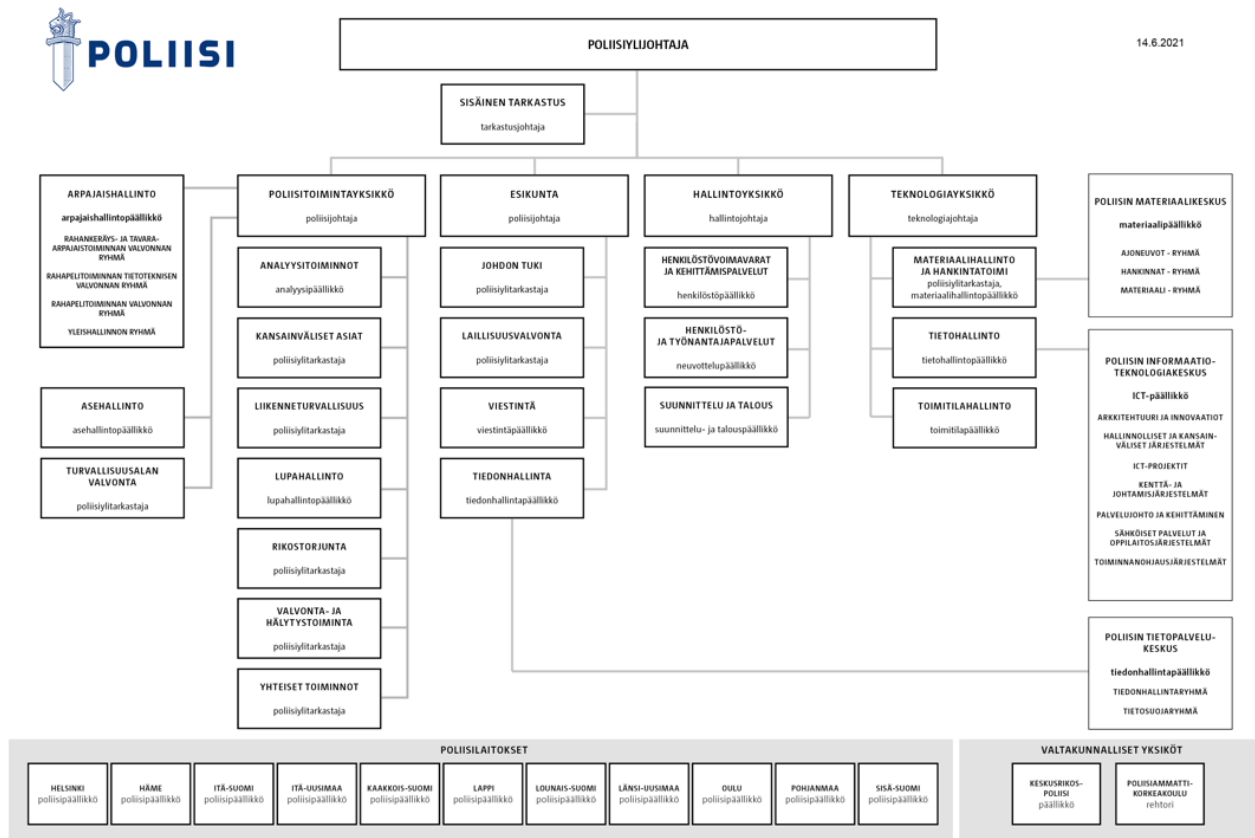 POLIISI
POLIISIYLIJOHTAJA
14.6.2021
SISÄINEN TARKASTUS
tarkastusjohtaja
ARPAJAISHALLINTO
arpajaishallintopäällikkö
RAHANKERÄYS- JA TAVARA-
ARPAJAISTOIMINNAN VALVONNAN
RYHMÄ
RAHAPELITOIMINNAN TIETOTEKNISEN
VALVONNAN RYHMÄ
RAHAPELITOIMINNAN VALVONNAN
RYHMÄ
YLEISHALLINNON RYHMÄ
ASEHALLINTO
asehallintopäällikkö
TURVALLISUUSALAN
VALVONTA
poliisiylitarkastaja
POLIISITOIMINTAYKSIKKÖ
poliisijohtaja
ANALYYSITOIMINNOT
analyysipäällikkö
KANSAINVÄLISET ASIAT
poliisiylitarkastaja
LIIKENNETURVALLISUUS
poliisiylitarkastaja
LUPAHALLINTO
lupahallintopäällikkö
RIKOSTORJUNTA
poliisiylitarkastaja
VALVONTA- JA
HÄLYTYSTOIMINTA
poliisiylitarkastaja
YHTEISET TOIMINNOT
poliisiylitarkastaja
ESIKUNTA
poliisijohtaja
JOHDON TUKI
poliisiylitarkastaja
LAILLISUUSVALVONTA
poliisiylitarkastaja
VIESTINTÄ
viestintäpäällikkö
TIEDONHALLINTA
tiedonhallintapäällikkö
HALLINTOYKSIKKÖ
hallintojohtaja
HENKILÖSTÖVOIMAVARAT
JA KEHITTÄMISPALVELUT
henkilöstöpäällikkö
HENKILÖSTÖ-
JA TYÖNANTAJAPALVELUT
neuvottelupäällikkö
SUUNNITTELU JA TALOUS
suunnittelu- ja talouspäällikkö
TEKNOLOGIAYKSIKKÖ
teknologiajohtaja
MATERIAALIHALLINTO
JA HANKINTATOIMI
poliisiylitarkastaja,
materiaalihallintopäällikkö
TIETOHALLINTO
tietohallintopäällikkö
TOIMITILAHALLINTO
toimitilapäällikkö
POLIISIN MATERIAALIKESKUS
materiaalipäällikkö
AJONEUVOT - RYHMÄ
HANKINNAT - RYHMÄ
MATERIAALI - RYHMÄ
POLIISIN INFORMAATIO-
TEKNOLOGIAKESKUS
ICT-päällikkö
ARKKITEHTUURI JA INNOVAATIOT
HALLINNOLLISET JA KANSAIN-
VÄLISET JÄRJESTELMÄT
ICT-PROJEKTIT
KENTTÄ- JA
JOHTAMISJÄRJESTELMÄT
PALVELUJOHTO JA KEHITTÄMINEN
SÄHKÖISET PALVELUT JA
OPPILAITOSJÄRJESTELMÄT
TOIMINNANOHJAUSJÄRJESTELMÄT
POLIISIN TIETOPALVELU-
KESKUS
tiedonhallintapäällikkö
TIEDONHALLINTARYHMÄ
TIETOSUOJARYHMÄ
POLIISILAITOKSET
HELSINKI
poliisipäällikkö
HÄME
poliisipäällikkö
ITÄ-SUOMI
poliisipäällikkö
ITÄ-UUSIMAA
poliisipäällikkö
KAAKKOIS-SUOMI
poliisipäällikkö
LAPPI
poliisipäällikkö
LOUNAIS-SUOMI
poliisipäällikkö
LÄNSI-UUSIMAA
poliisipäällikkö
OULU
poliisipäällikkö
POHJANMAA
poliisipäällikkö
SISÄ-SUOMI
poliisipäällikkö
VALTAKUNNALLISET YKSIKÖT
KESKUSRIKOS-
POLIISI
päällikkö
POLIISIAMMATTI-
KORKEAKOULU
rehtori